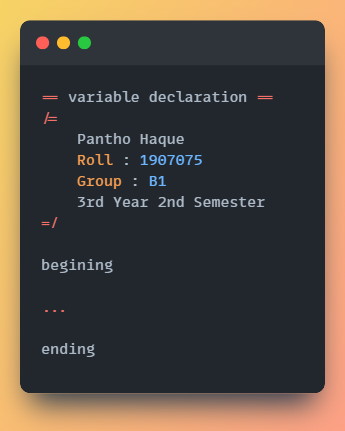 == variable declaration ==
/=
Pantho Haque
Roll : 1907075
Group : B1
3rd Year 2nd Semester
=/
begining
...
ending